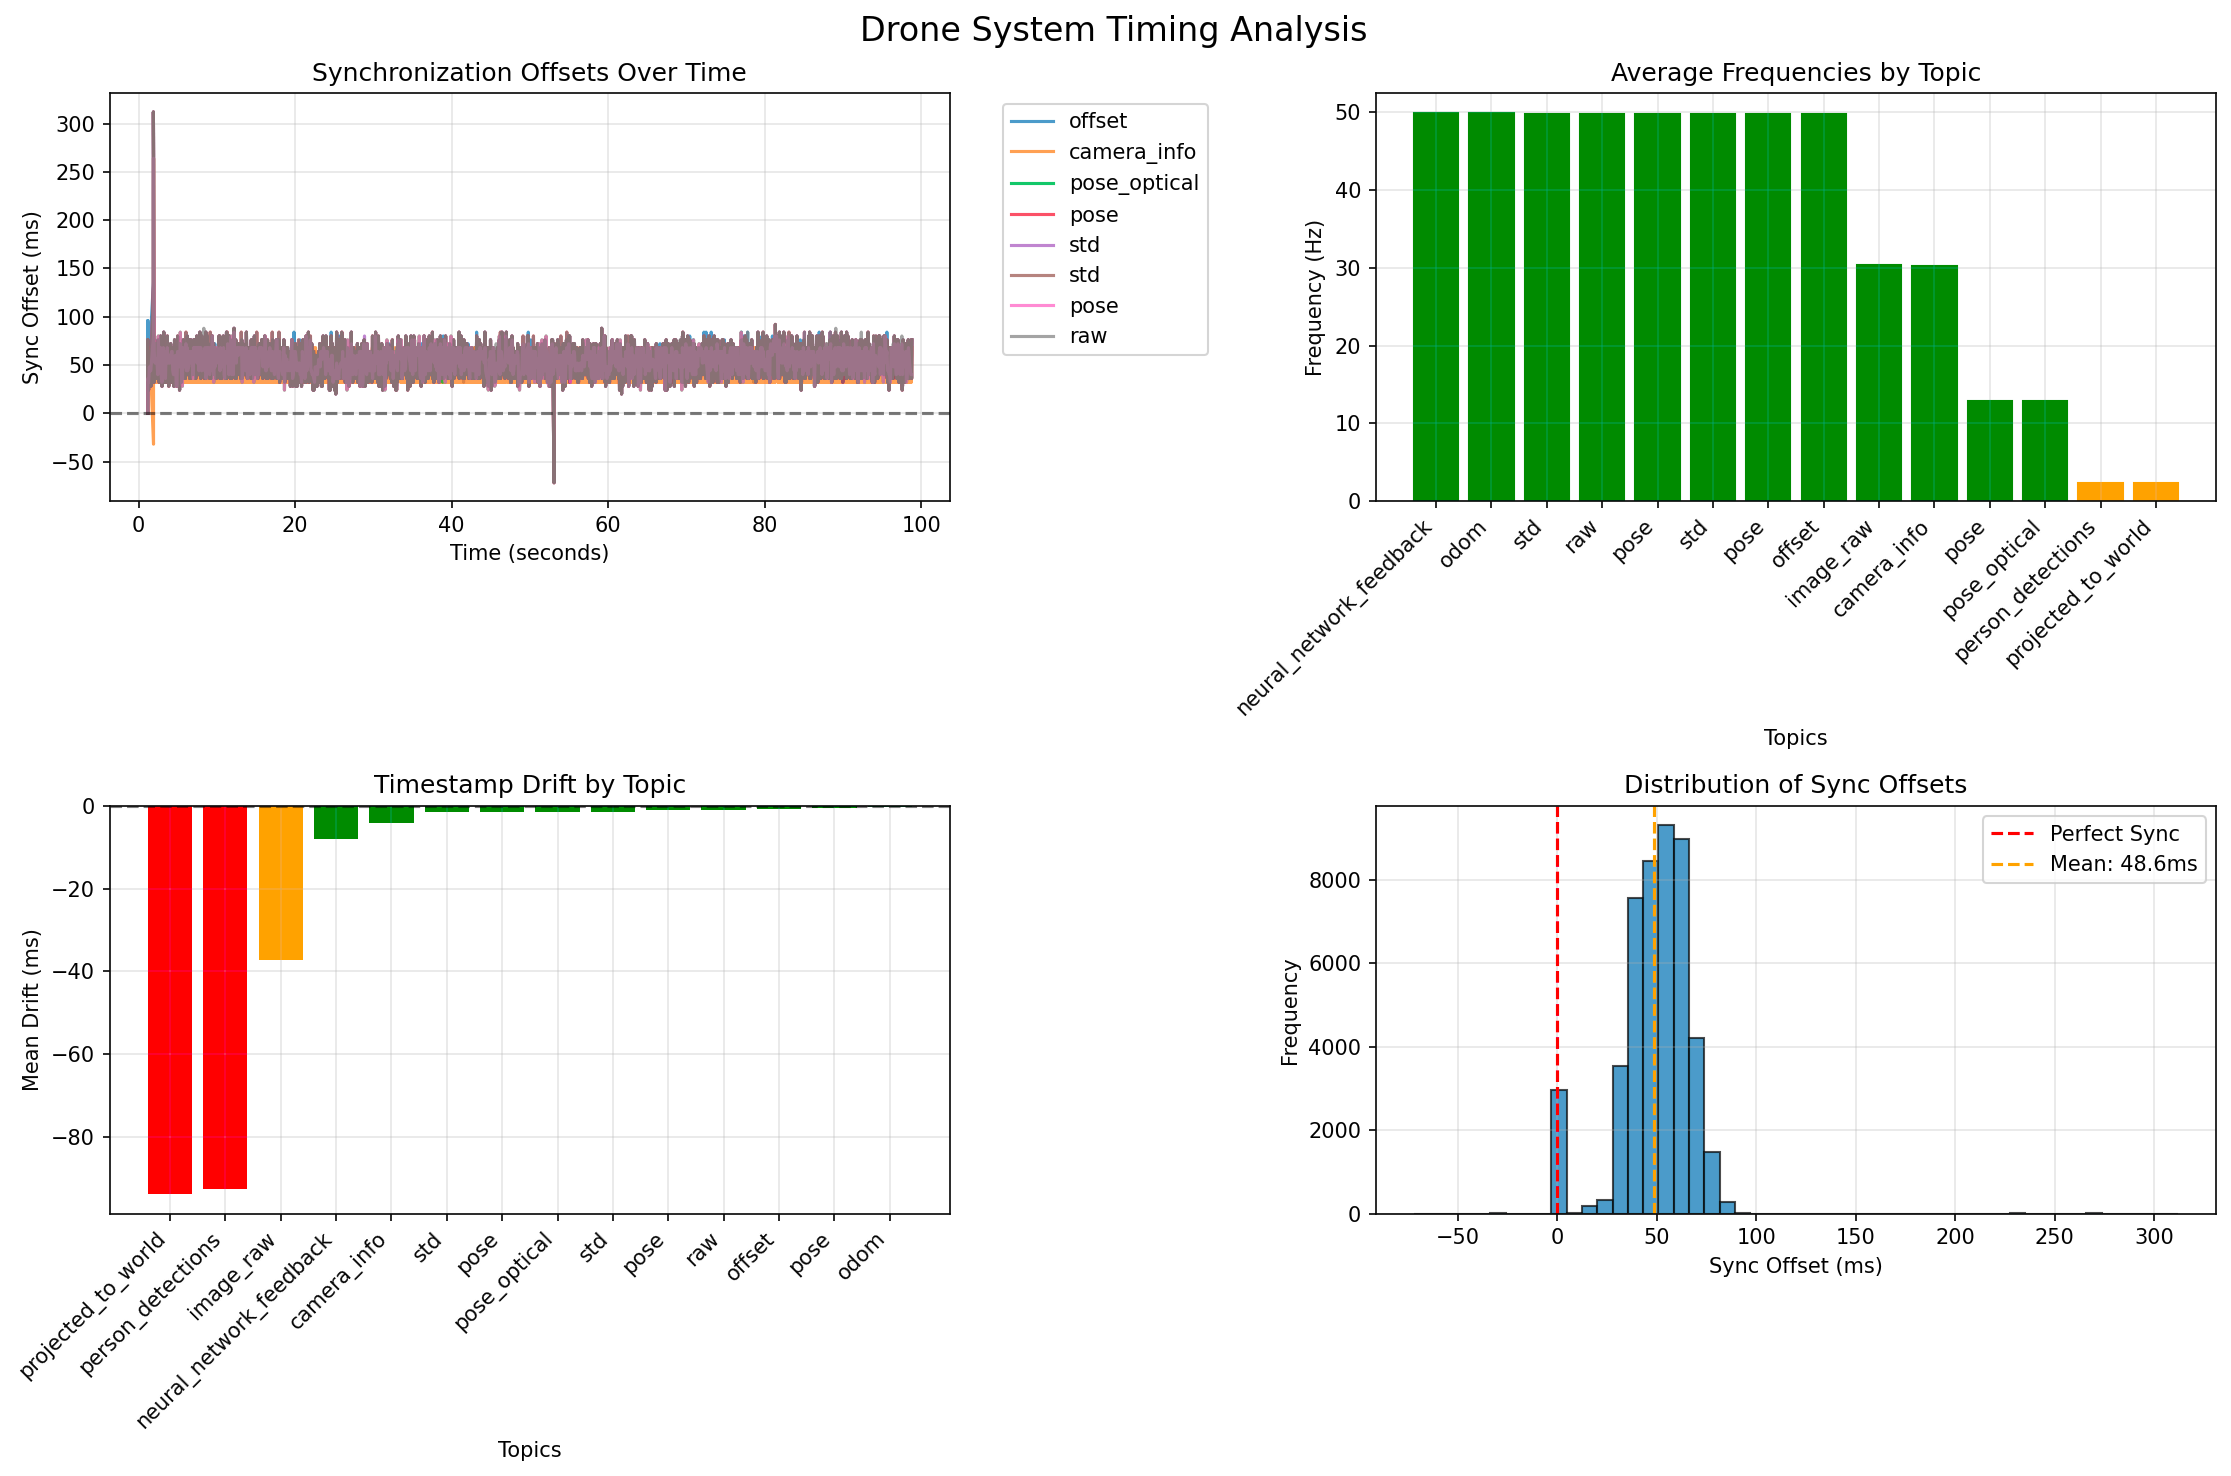 Drone System Timing Analysis
Synchronization Offsets Over Time
Sync Offset (ms)
300
250
200
150
100
50
0
−50
0 20 40 60 80 100
Time (seconds)
offset
camera_info
pose_optical
pose
std
std
pose
raw
Average Frequencies by Topic
Frequency (Hz)
50
40
30
20
10
0
neural_network_feedback
odom
std
raw
pose
std
pose
offset
image_raw
camera_info
pose
pose_optical
person_detections
projected_to_world
Topics
Timestamp Drift by Topic
Mean Drift (ms)
0
−20
−40
−60
−80
projected_to_world
person_detections
image_raw
neural_network_feedback
camera_info
std
pose
pose_optical
std
pose
raw
offset
pose
odom
Topics
Distribution of Sync Offsets
Frequency
8000
6000
4000
2000
0
Perfect Sync
Mean: 48.6ms
−50 0 50 100 150 200 250 300
Sync Offset (ms)